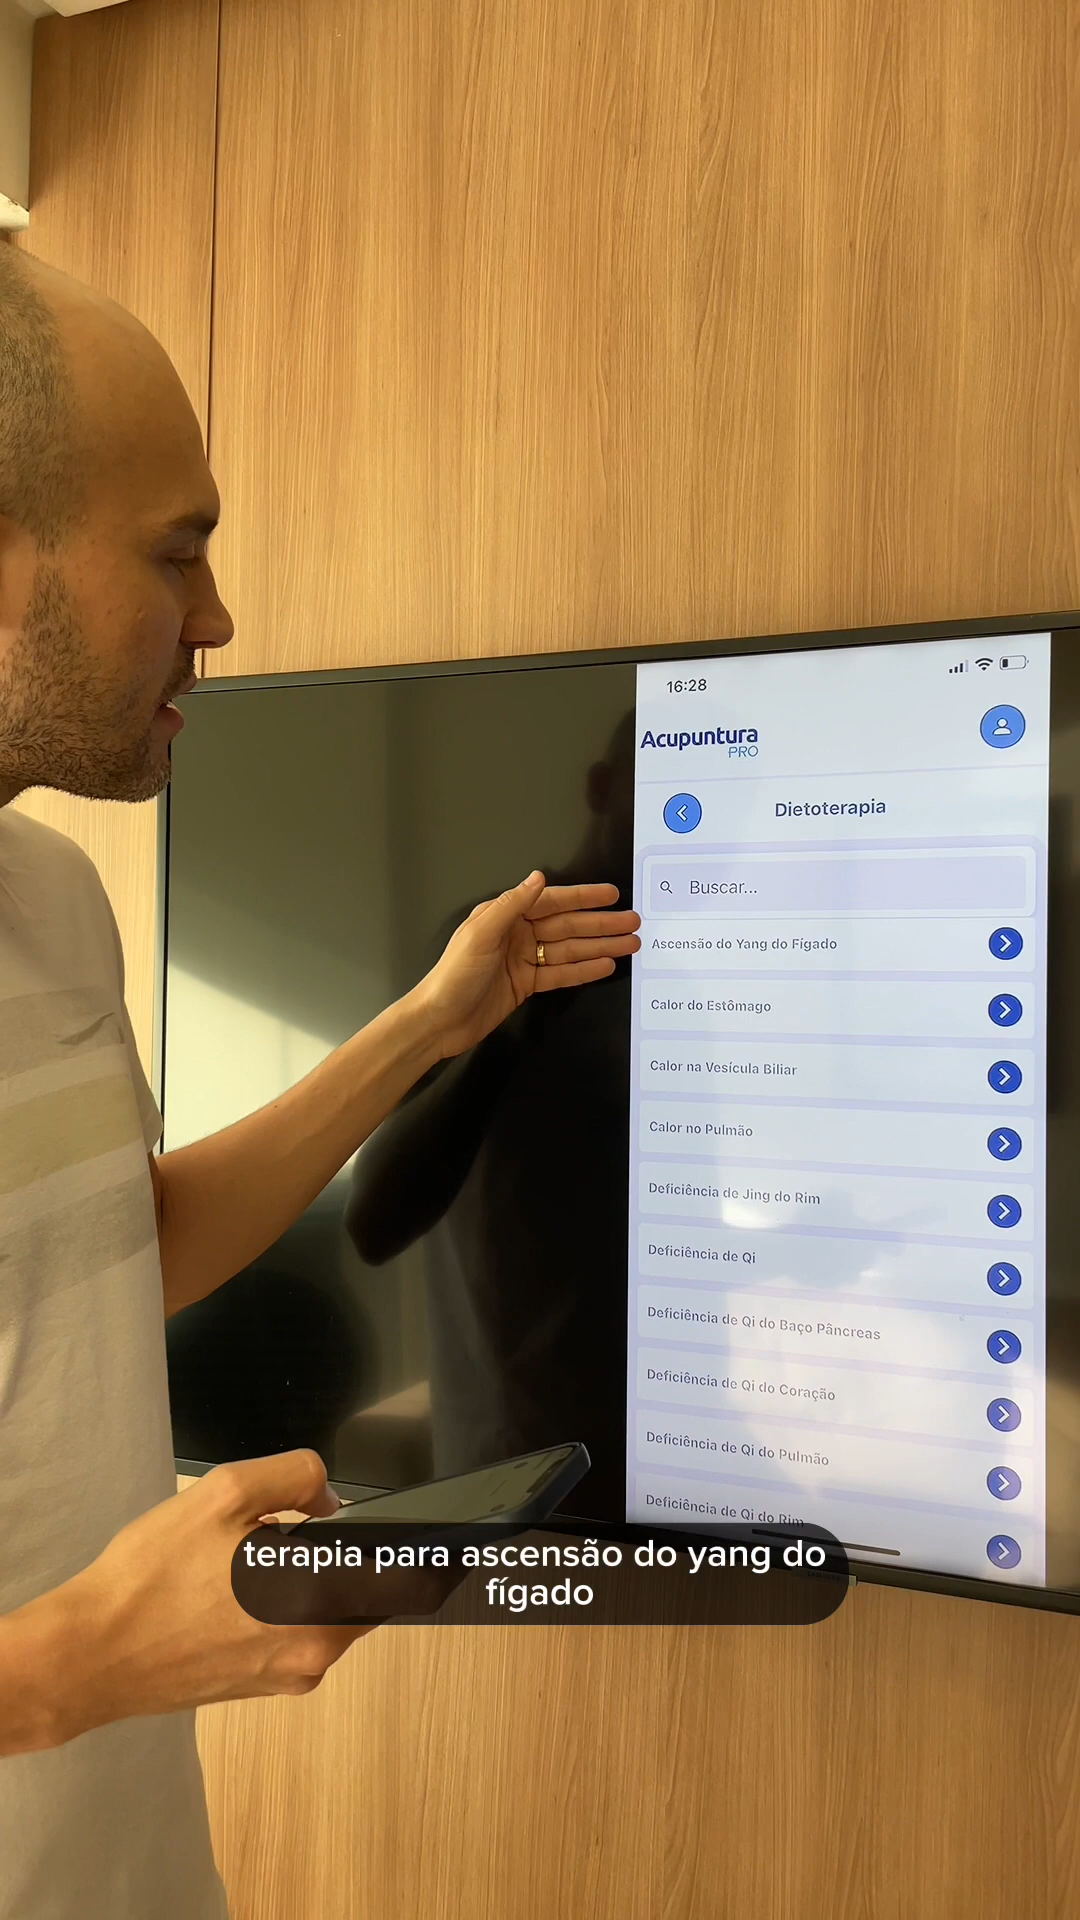 16:28
Acupuntura
PRO
Dietoterapia
Buscar...
Ascensão do Yang do Fígado
Calor do Estômago
Calor na Vesícula Biliar
Calor no Pulmão
Deficiência de Jing do Rim
Deficiência de Qi
Deficiência de Qi do Baço Pâncreas
Deficiência de Qi do Coração
Deficiência de Qi do Pulmão
Deficiência de Qi do Rim
terapia para ascensão do yang do
fígado